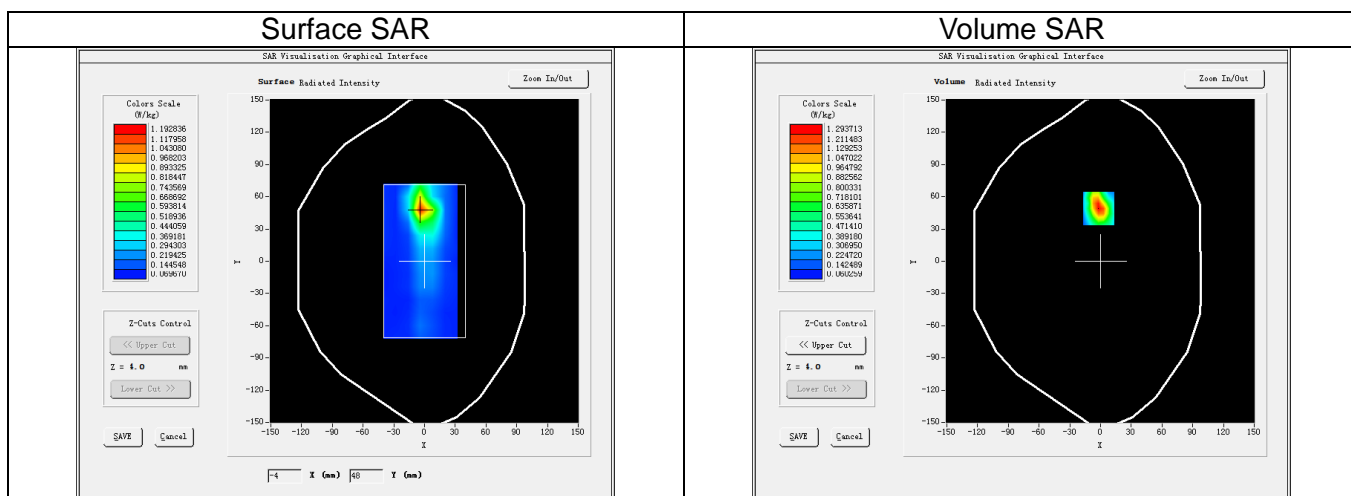 Surface SAR
SAR Visualisation Graphical Interface
Surface Radiated Intensity
Zoom In/Out
Colors Scale
(W/kg)
1.192836
1.117958
1.043080
0.968203
0.893325
0.818447
0.743569
0.668692
0.593814
0.518936
0.444059
0.369181
0.294303
0.219425
0.144548
0.069670
Z-Cuts Control
<< Upper Cut
Z = 4.0 mm
Lower Cut >>
SAVE Cancel
150
120
90
60
30
0
-30
-60
-90
-120
-150
Y
-150 -120 -90 -60 -30 0 30 60 90 120 150
X
-4 X (mm) 48 Y (mm)
Volume SAR
SAR Visualisation Graphical Interface
Volume Radiated Intensity
Zoom In/Out
Colors Scale
(W/kg)
1.293713
1.211483
1.129253
1.047022
0.964792
0.882562
0.800331
0.718101
0.635871
0.553641
0.471410
0.389180
0.306950
0.224720
0.142489
0.060259
Z-Cuts Control
<< Upper Cut
Z = 4.0 mm
Lower Cut >>
SAVE Cancel
150
120
90
60
30
0
-30
-60
-90
-120
-150
Y
-150 -120 -90 -60 -30 0 30 60 90 120 150
X